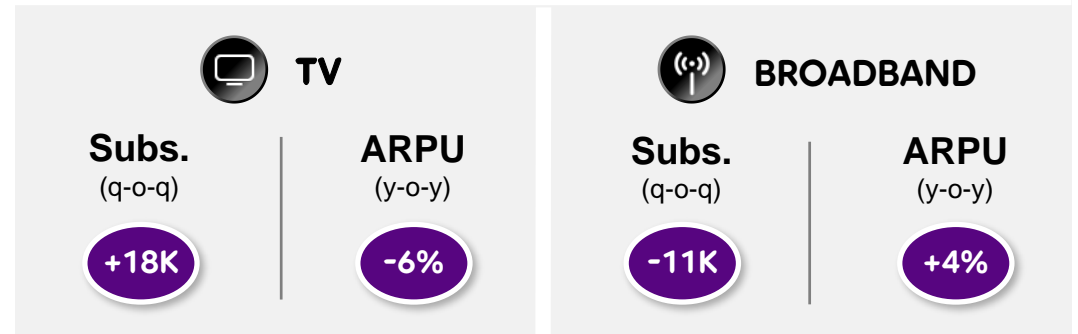 TV
Subs.
(q-o-q)
+18K
ARPU
(y-o-y)
-6%
BROADBAND
Subs.
(q-o-q)
-11K
ARPU
(y-o-y)
+4%